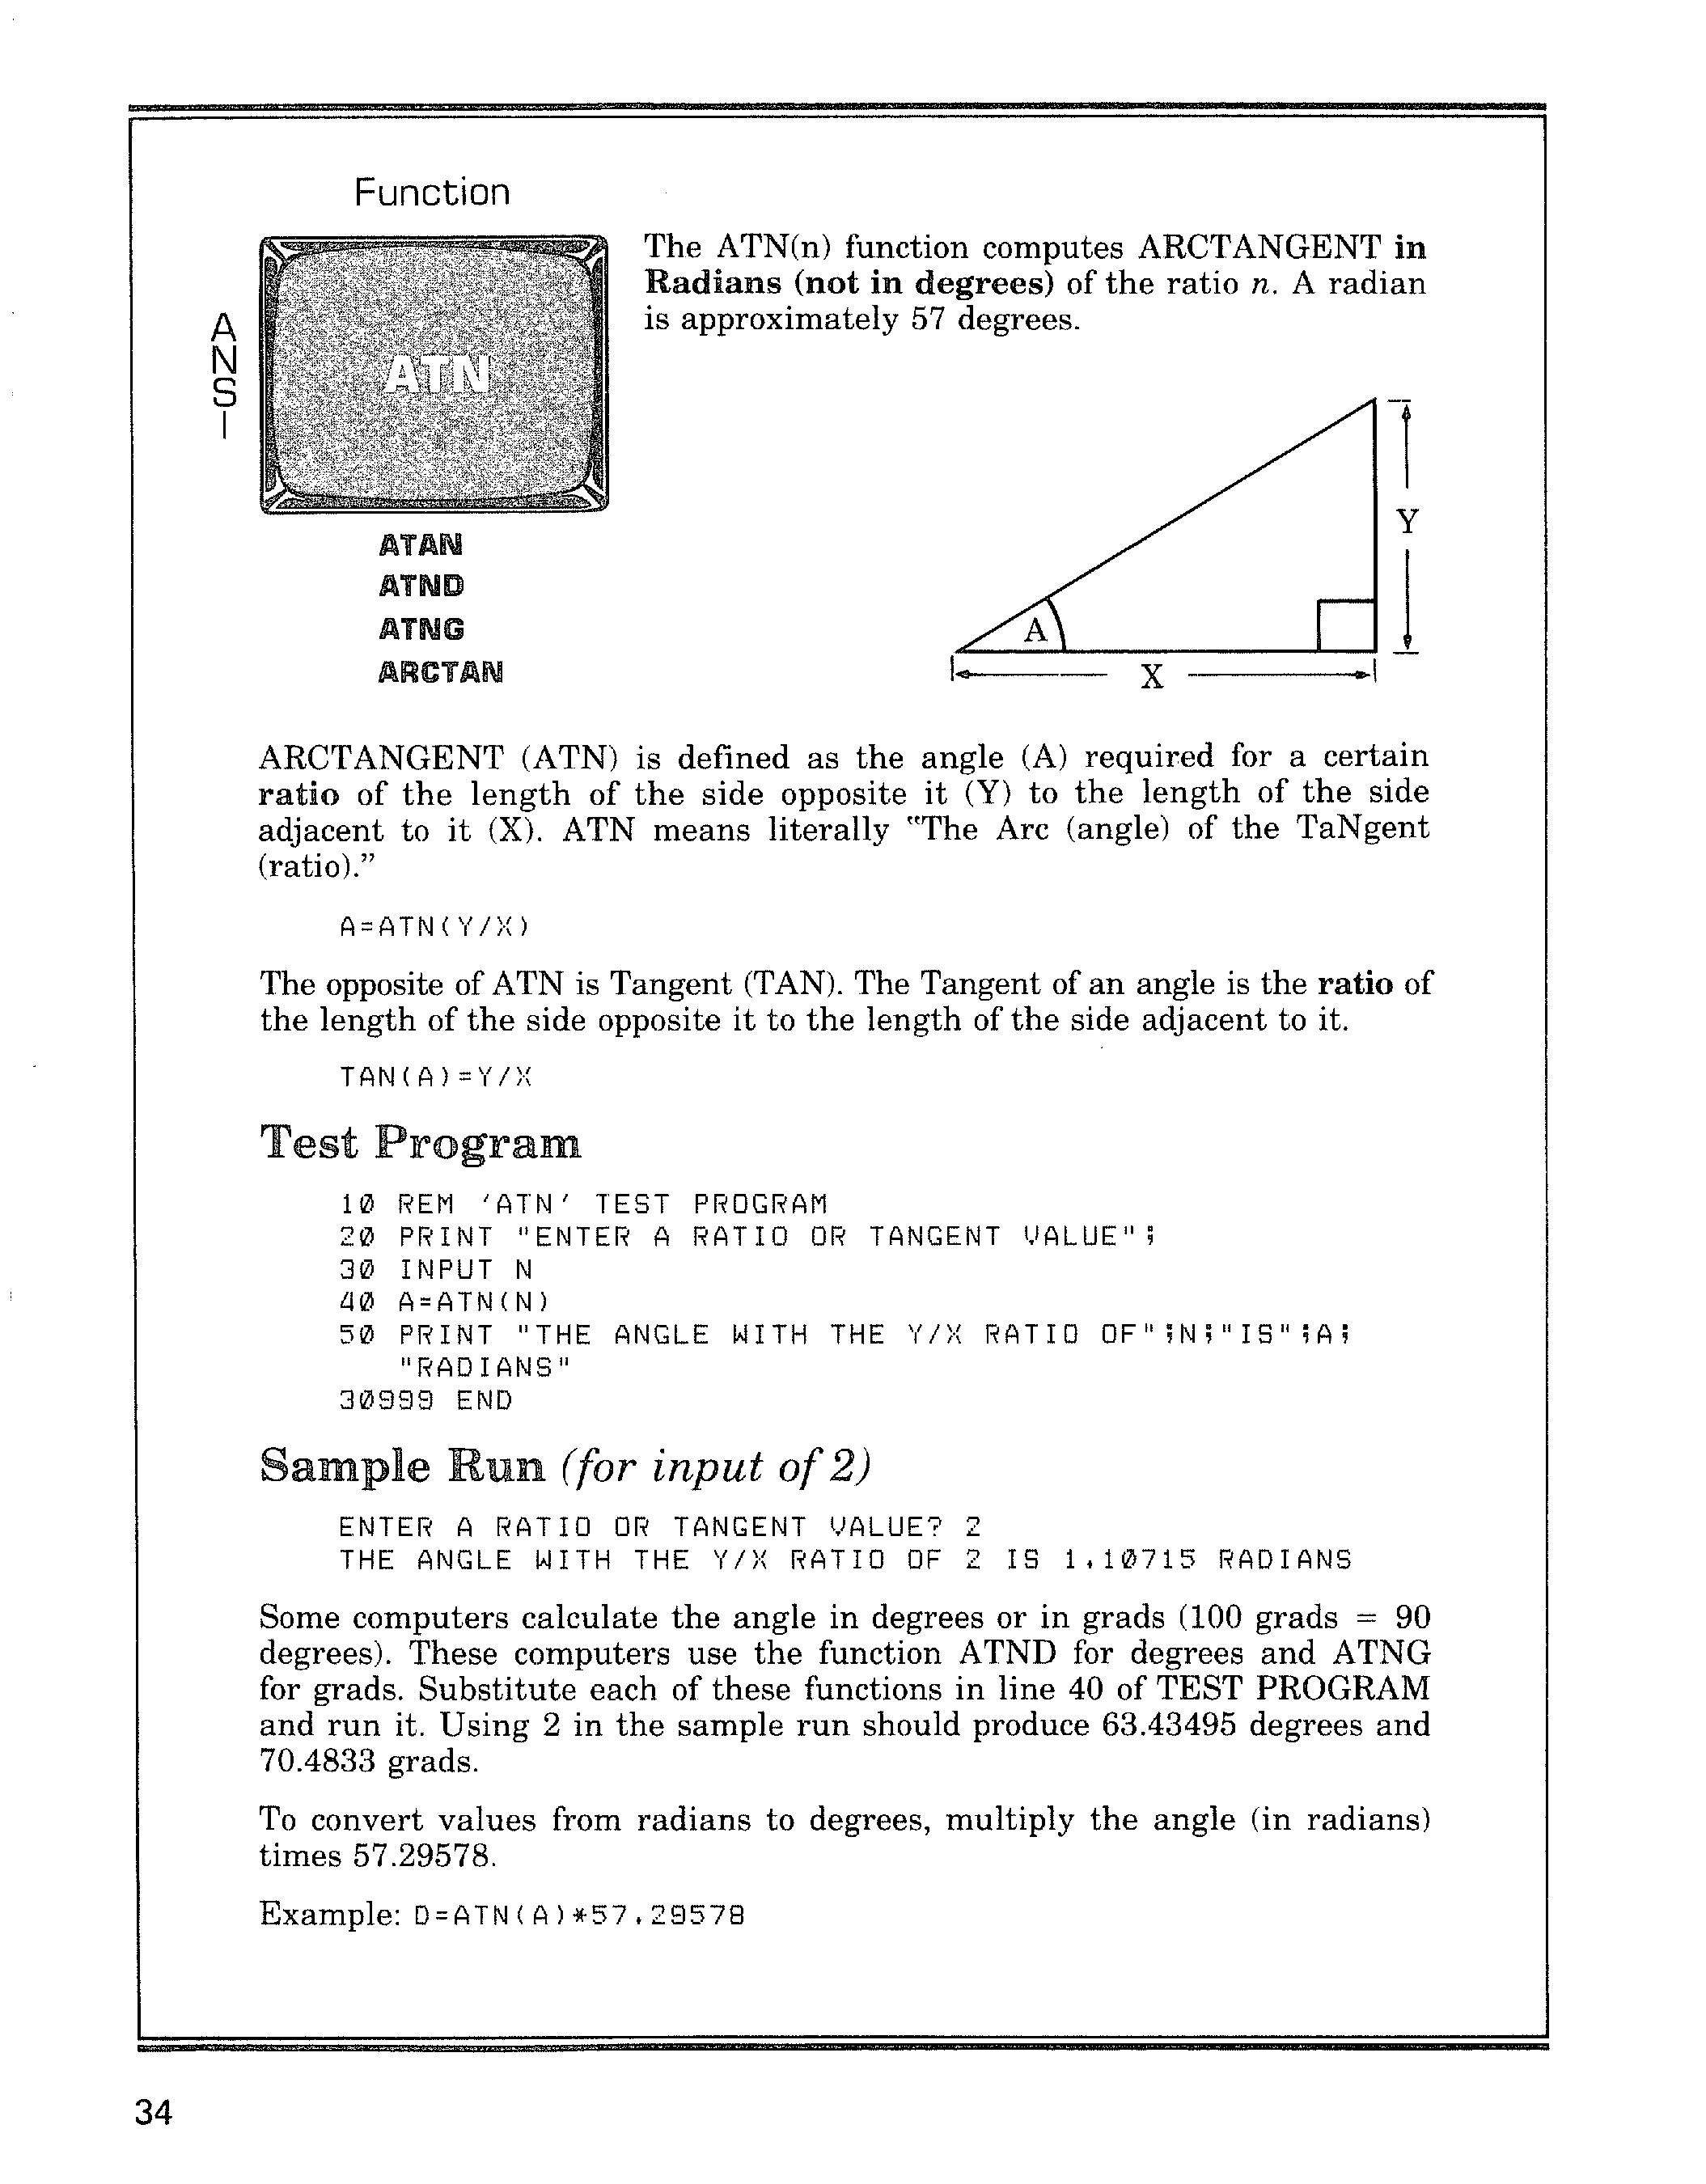 Function
The ATN(n) function computes ARCTANGENT in
Radians (not in degrees) of the ratio n. A radian
is approximately 57 degrees.
ANSI
ATN
ATAN
ATND
ATNG
ARCTAN
Y
A
X
ARCTANGENT (ATN) is defined as the angle (A) required for a certain
ratio of the length of the side opposite it (Y) to the length of the side
adjacent to it (X). ATN means literally "The Arc (angle) of the TaNgent
(ratio)."
A=ATN(Y/X)
The opposite of ATN is Tangent (TAN). The Tangent of an angle is the ratio of
the length of the side opposite it to the length of the side adjacent to it.
TAN(A)=Y/X
Test Program
10 REM 'ATN' TEST PROGRAM
20 PRINT "ENTER A RATIO OR TANGENT VALUE";
30 INPUT N
40 A=ATN(N)
50 PRINT "THE ANGLE WITH THE Y/X RATIO OF";N;"IS";A;
"RADIANS"
30999 END
Sample Run (for input of 2)
ENTER A RATIO OR TANGENT VALUE? 2
THE ANGLE WITH THE Y/X RATIO OF 2 IS 1.10715 RADIANS
Some computers calculate the angle in degrees or in grads (100 grads = 90
degrees). These computers use the function ATND for degrees and ATNG
for grads. Substitute each of these functions in line 40 of TEST PROGRAM
and run it. Using 2 in the sample run should produce 63.43495 degrees and
70.4833 grads.
To convert values from radians to degrees, multiply the angle (in radians)
times 57.29578.
Example: D=ATN(A)*57.29578
34